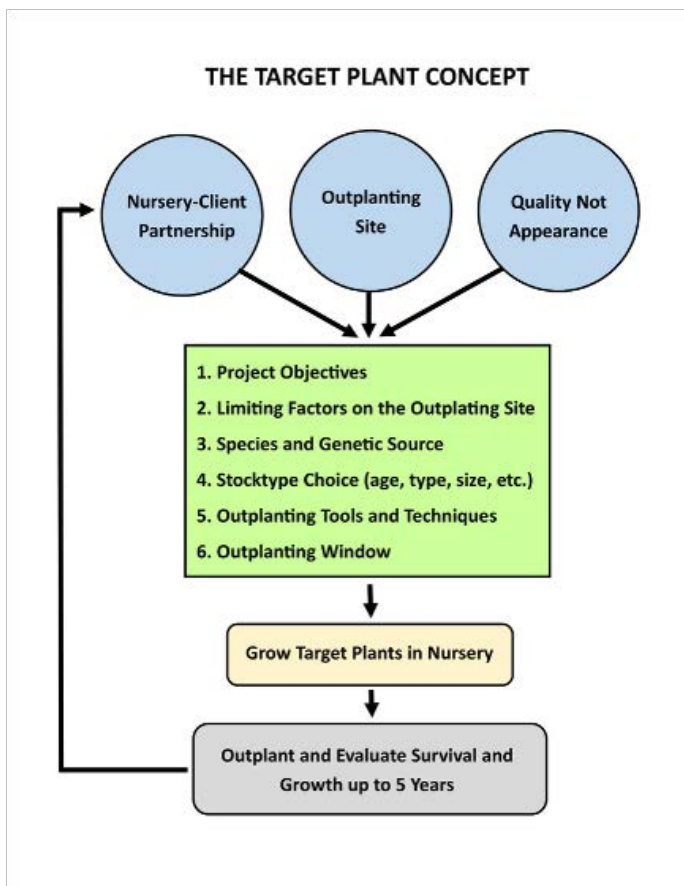 THE TARGET PLANT CONCEPT
Nursery-Client
Partnership
Outplanting
Site
Quality Not
Appearance
1. Project Objectives
2. Limiting Factors on the Outplating Site
3. Species and Genetic Source
4. Stocktype Choice (age, type, size, etc.)
5. Outplanting Tools and Techniques
6. Outplanting Window
Grow Target Plants in Nursery
Outplant and Evaluate Survival and
Growth up to 5 Years